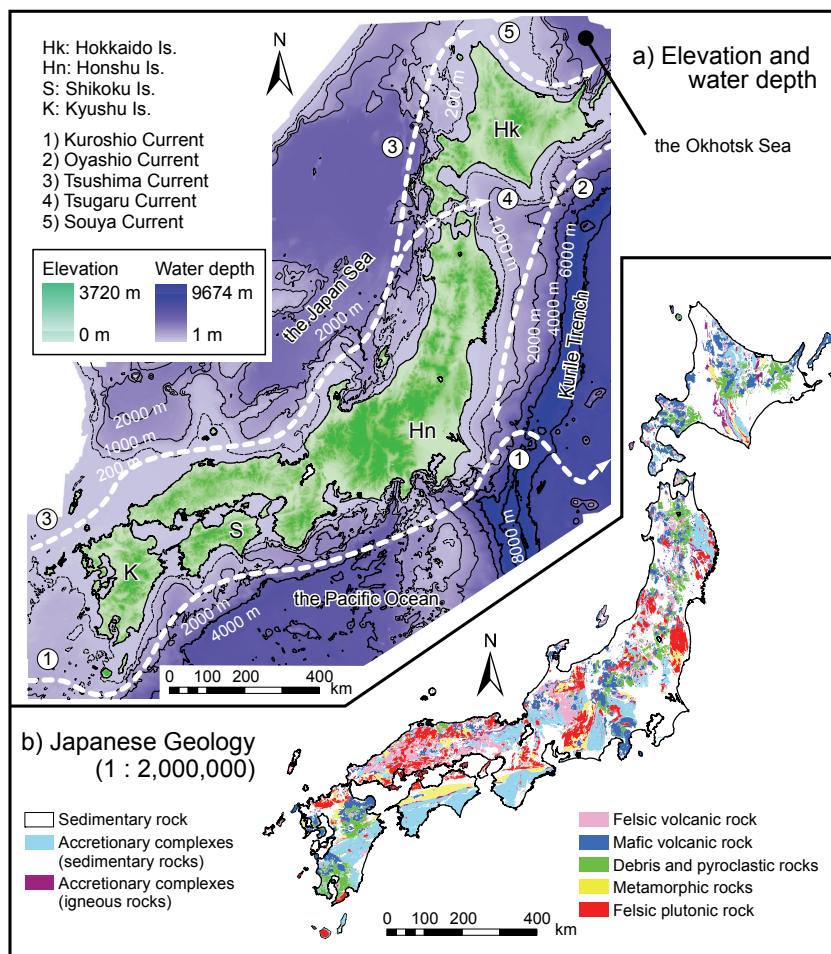 Hk: Hokkaido Is.
Hn: Honshu Is.
S: Shikoku Is.
K: Kyushu Is.
1) Kuroshio Current
2) Oyashio Current
3) Tsushima Current
4) Tsugaru Current
5) Souya Current
Elevation
3720 m
0 m
Water depth
9674 m
1 m
N
a) Elevation and
water depth
the Okhotsk Sea
5
200 m
Hk
3
2
4
1000 m
6000 m
4000 m
2000 m
Kurile Trench
the Japan Sea
2000 m
Hn
2000 m
1000 m
200 m
1
8000 m
3
S
K
2000 m
4000 m
the Pacific Ocean
1
0 100 200 400
km
N
b) Japanese Geology
(1 : 2,000,000)
Sedimentary rock
Accretionary complexes
(sedimentary rocks)
Accretionary complexes
(igneous rocks)
Felsic volcanic rock
Mafic volcanic rock
Debris and pyroclastic rocks
Metamorphic rocks
Felsic plutonic rock
0 100 200 400
km